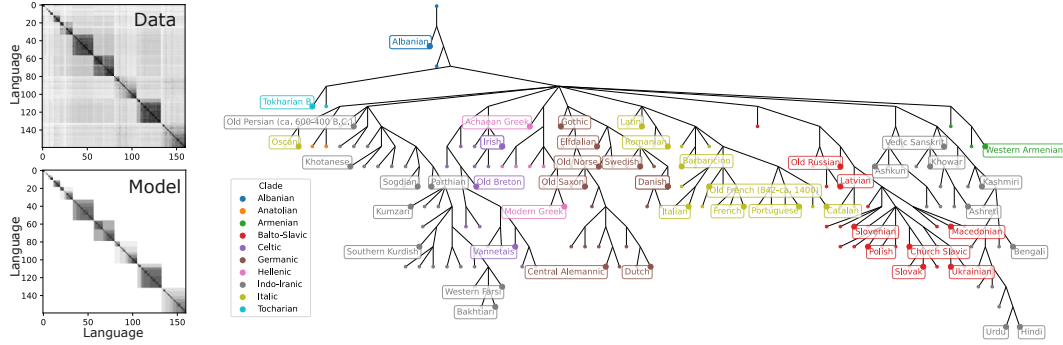 Data
Language
0
20
40
60
80
100
120
140
0 50 100 150
Model
Language
0
20
40
60
80
100
120
140
0 50 100 150
Language
Albanian
Tokharian B
Old Persian (ca. 600–400 B.C.)
Achaean Greek
Gothic
Latin
Oscan
Irish
Elfdalian
Romanian
Vedic Sanskrit
Western Armenian
Khotanese
Old Norse
Swedish
Barbaricino
Old Russian
Ashkun
Khowar
Sogdian
Parthian
Old Breton
Old Saxon
Danish
Old French (842–ca. 1400)
Latvian
Kashmiri
Kumzari
Modern Greek
Italian
French
Portuguese
Catalan
Ashreti
Slovenian
Macedonian
Southern Kurdish
Vannetais
Polish
Church Slavic
Bengali
Central Alemannic
Dutch
Slovak
Ukrainian
Western Farsi
Bakhtiari
Urdu
Hindi
Clade
Albanian
Anatolian
Armenian
Balto-Slavic
Celtic
Germanic
Hellenic
Indo-Iranic
Italic
Tocharian